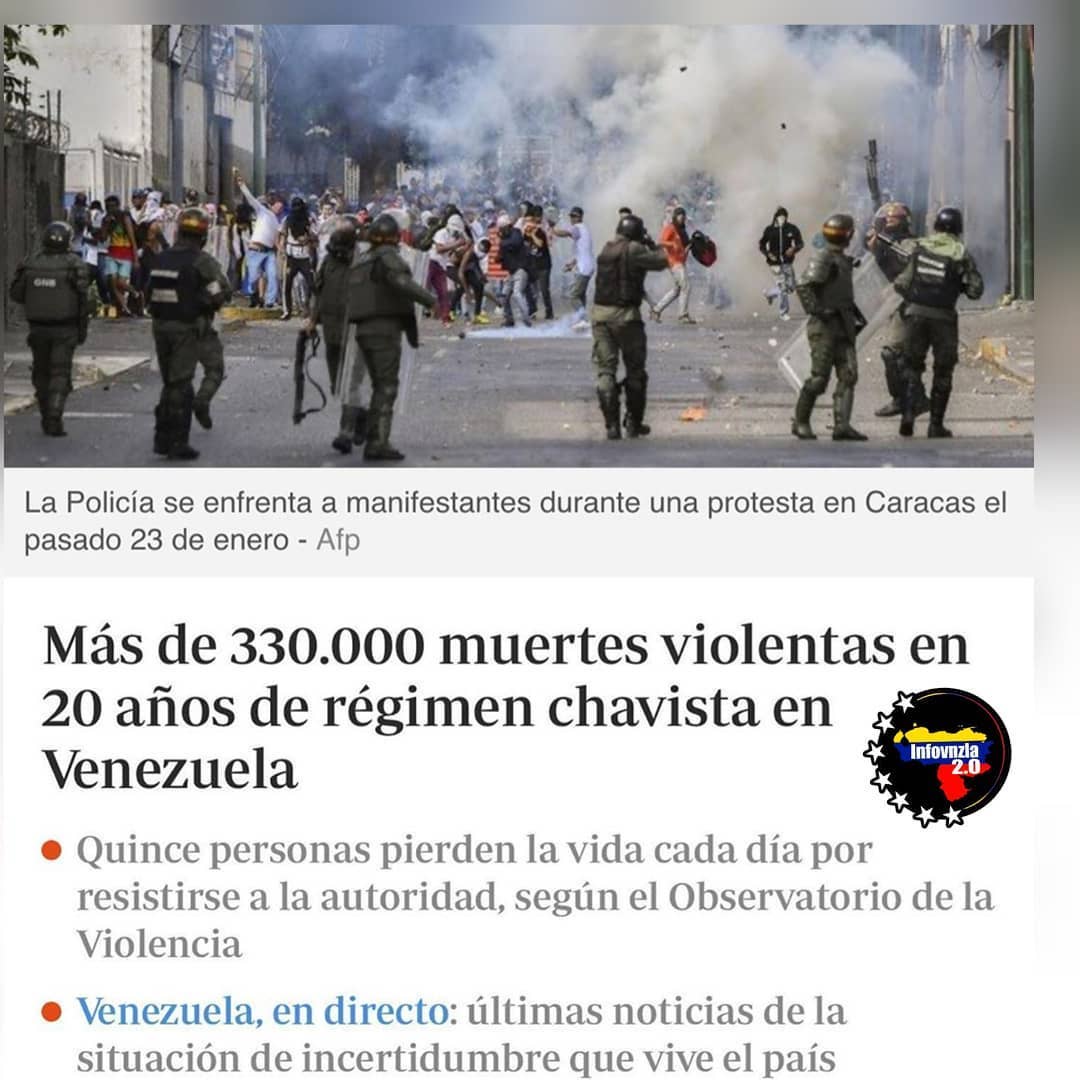 GNB
La Policía se enfrenta a manifestantes durante una protesta en Caracas el
pasado 23 de enero - Afp
Más de 330.000 muertes violentas en
20 años de régimen chavista en
Venezuela
Infovnzla
2.0
Quince personas pierden la vida cada día por
resistirse a la autoridad, según el Observatorio de la
Violencia
Venezuela, en directo: últimas noticias de la
situación de incertidumbre que vive el país